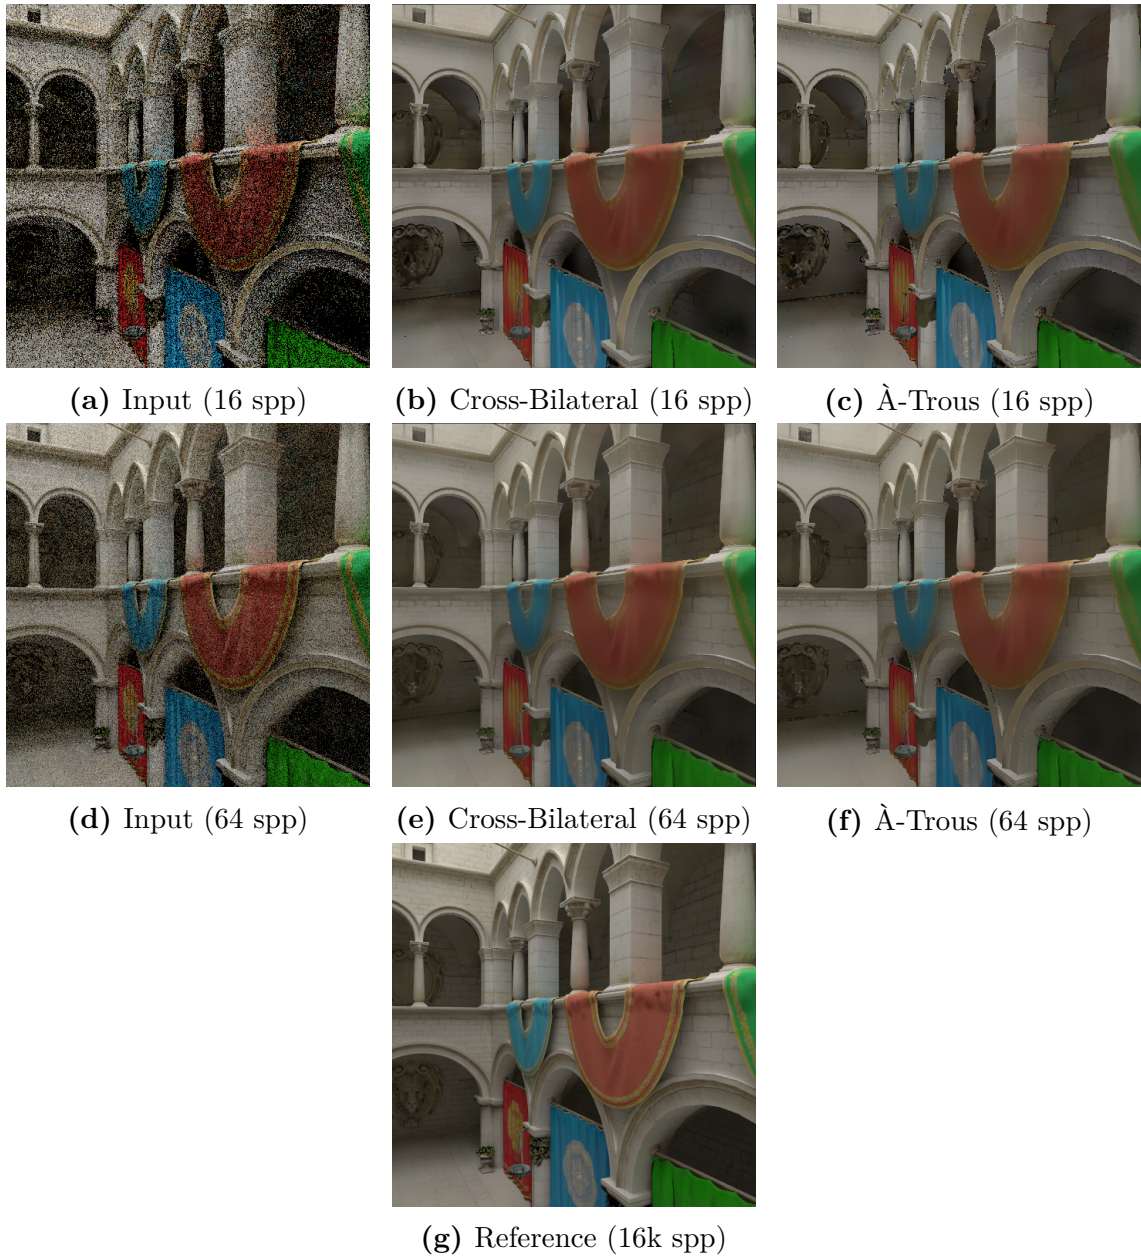 (a) Input (16 spp)
(b) Cross-Bilateral (16 spp)
(c) À-Trous (16 spp)
(d) Input (64 spp)
(e) Cross-Bilateral (64 spp)
(f) À-Trous (64 spp)
(g) Reference (16k spp)